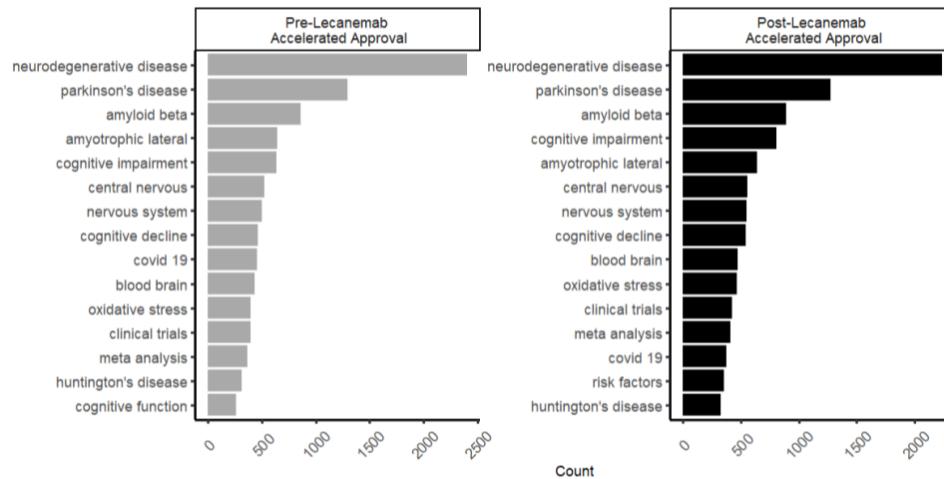 Pre-Lecanemab
Accelerated Approval
neurodegenerative disease
parkinson's disease
amyloid beta
amyotrophic lateral
cognitive impairment
central nervous
nervous system
cognitive decline
covid 19
blood brain
oxidative stress
clinical trials
meta analysis
huntington's disease
cognitive function
0
500
1000
1500
2000
2500
Post-Lecanemab
Accelerated Approval
neurodegenerative disease
parkinson's disease
amyloid beta
cognitive impairment
amyotrophic lateral
central nervous
nervous system
cognitive decline
blood brain
oxidative stress
clinical trials
meta analysis
covid 19
risk factors
huntington's disease
0
500
1000
1500
2000
Count